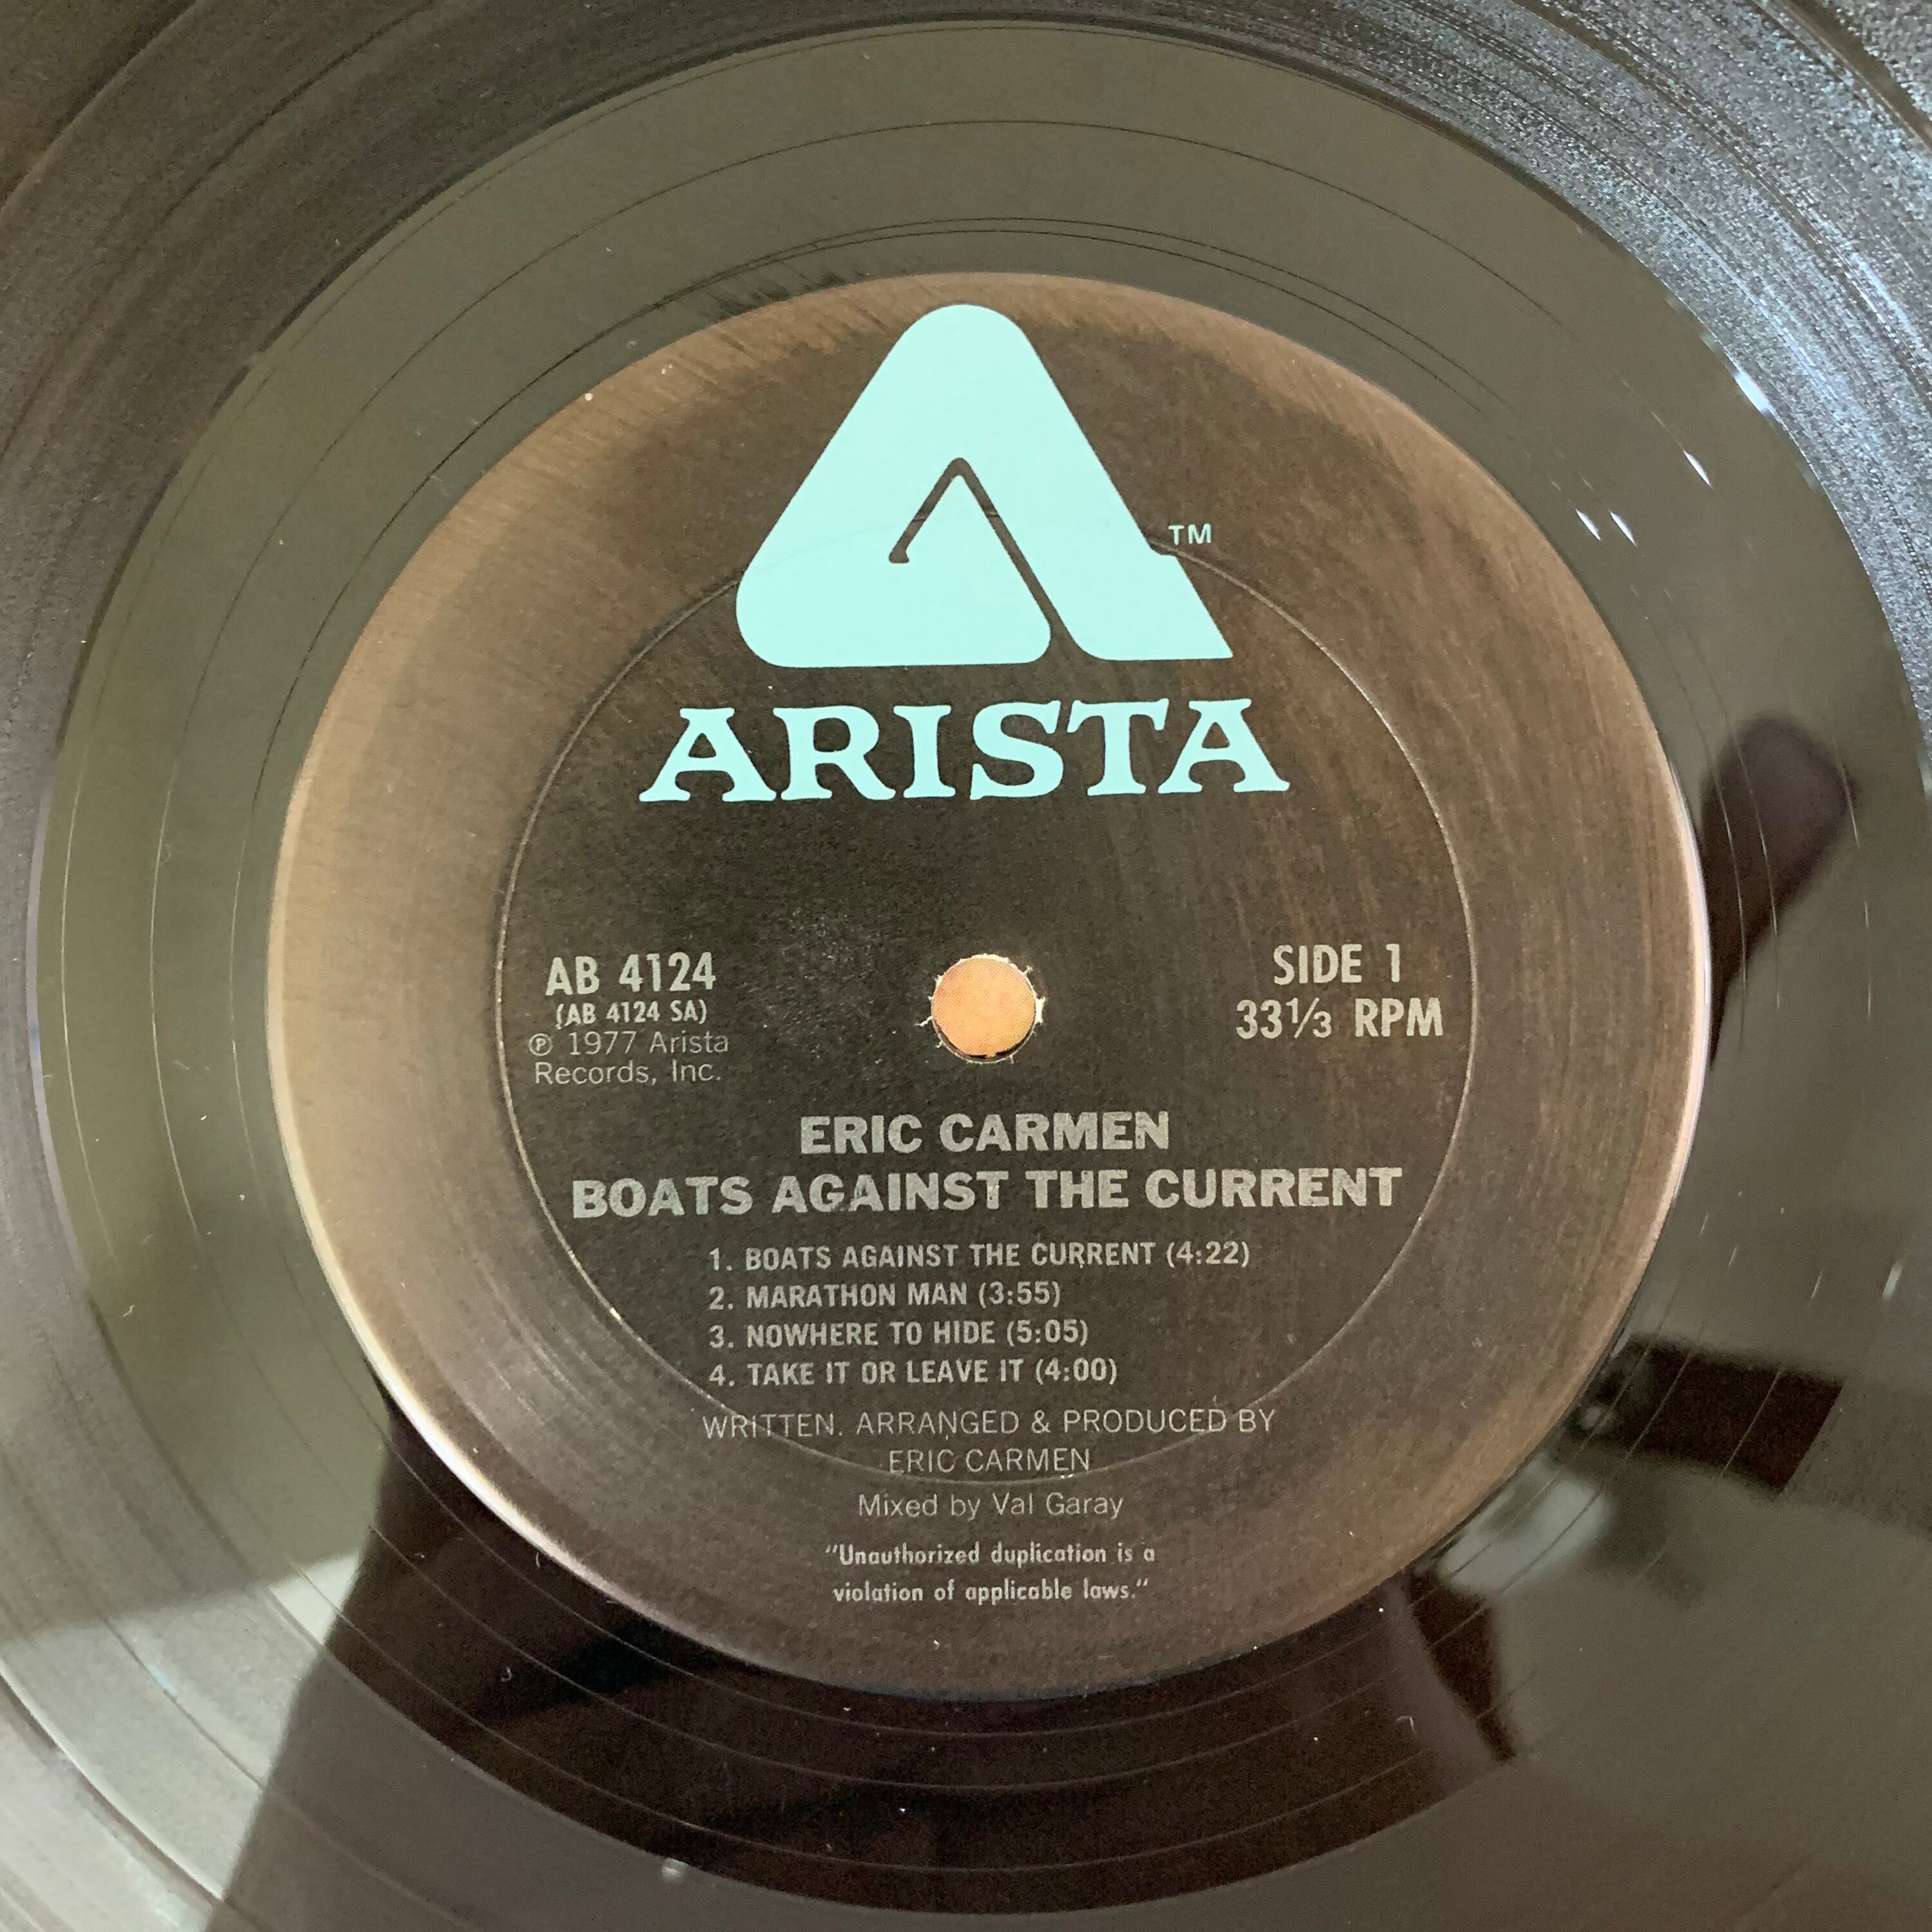 TM
ARISTA
AB 4124
(AB 4124 SA)
℗ 1977 Arista
Records, Inc.
SIDE 1
33⅓ RPM
ERIC CARMEN
BOATS AGAINST THE CURRENT
1. BOATS AGAINST THE CURRENT (4:22)
2. MARATHON MAN (3:55)
3. NOWHERE TO HIDE (5:05)
4. TAKE IT OR LEAVE IT (4:00)
WRITTEN, ARRANGED & PRODUCED BY
ERIC CARMEN
Mixed by Val Garay
"Unauthorized duplication is a
violation of applicable laws."